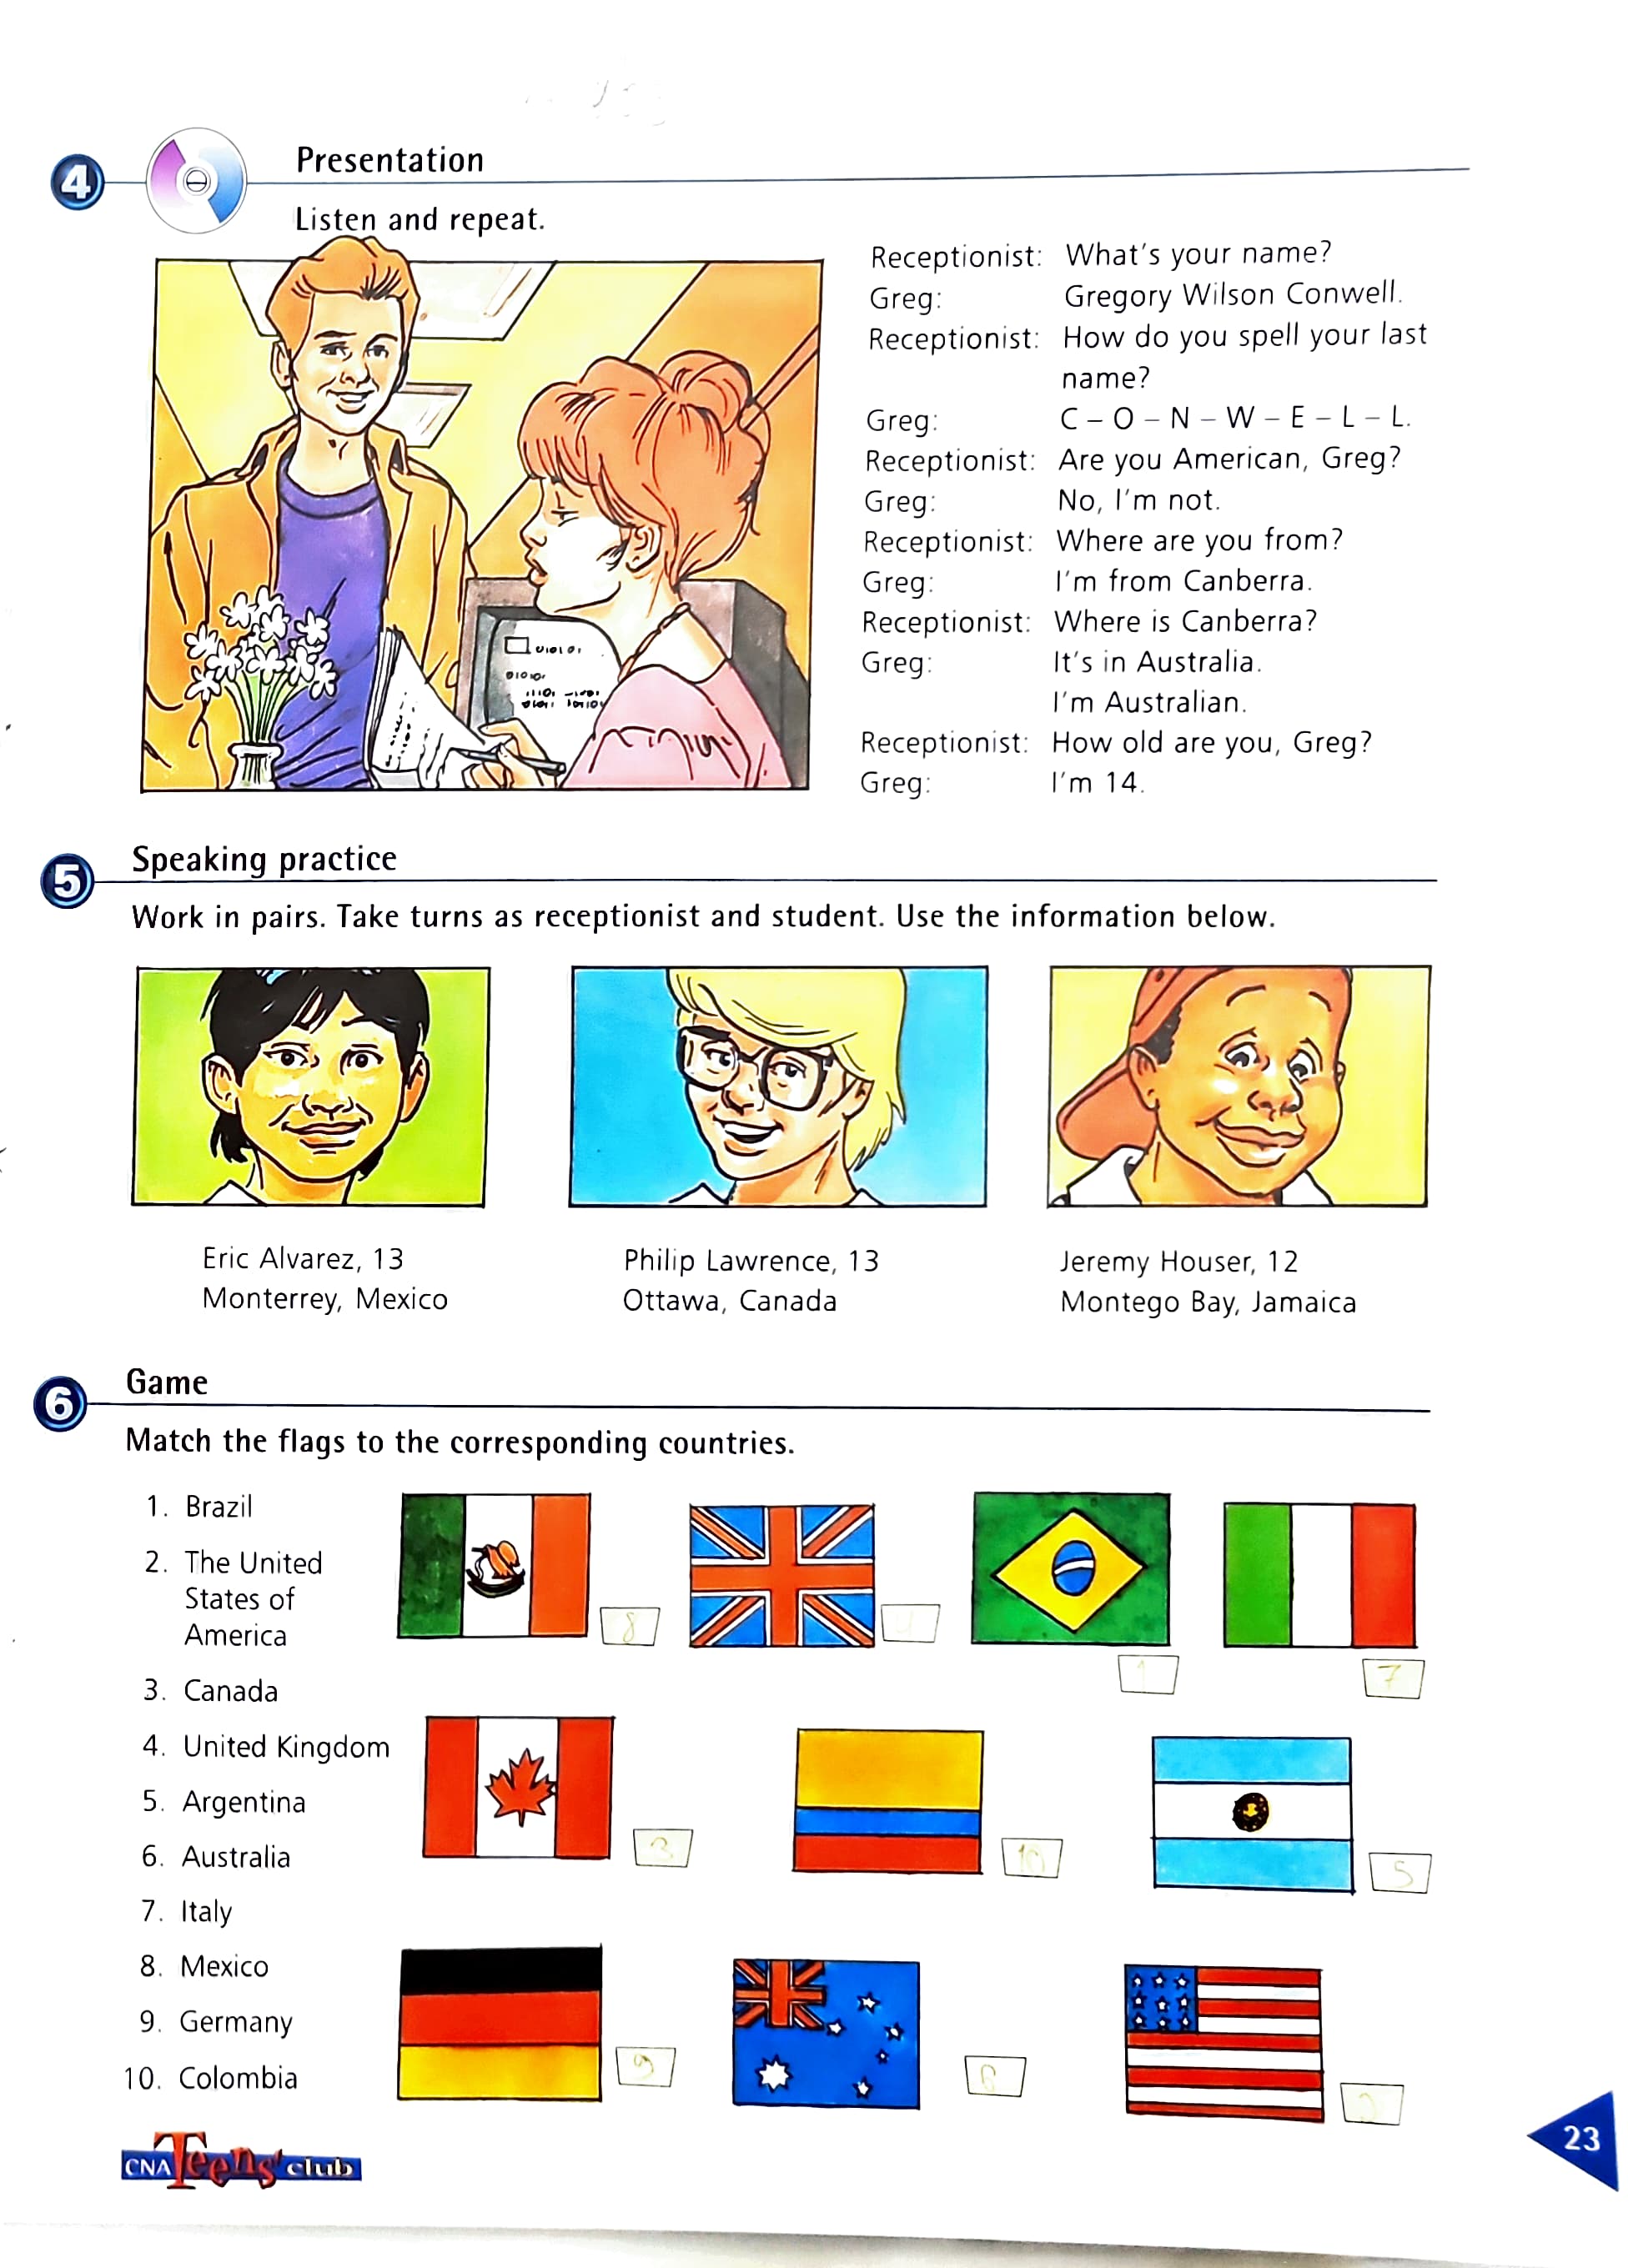 4
Presentation
Listen and repeat.
Receptionist: What's your name?
Greg: Gregory Wilson Conwell.
Receptionist: How do you spell your last
name?
Greg: C – O – N – W – E – L – L.
Receptionist: Are you American, Greg?
Greg: No, I'm not.
Receptionist: Where are you from?
Greg: I'm from Canberra.
Receptionist: Where is Canberra?
Greg: It's in Australia.
I'm Australian.
Receptionist: How old are you, Greg?
Greg: I'm 14.
5
Speaking practice
Work in pairs. Take turns as receptionist and student. Use the information below.
Eric Alvarez, 13
Monterrey, Mexico
Philip Lawrence, 13
Ottawa, Canada
Jeremy Houser, 12
Montego Bay, Jamaica
6
Game
Match the flags to the corresponding countries.
1. Brazil
2. The United
States of
America
3. Canada
4. United Kingdom
5. Argentina
6. Australia
7. Italy
8. Mexico
9. Germany
10. Colombia
8
4
1
7
3
10
5
9
6
2
CNA Teens' club
23